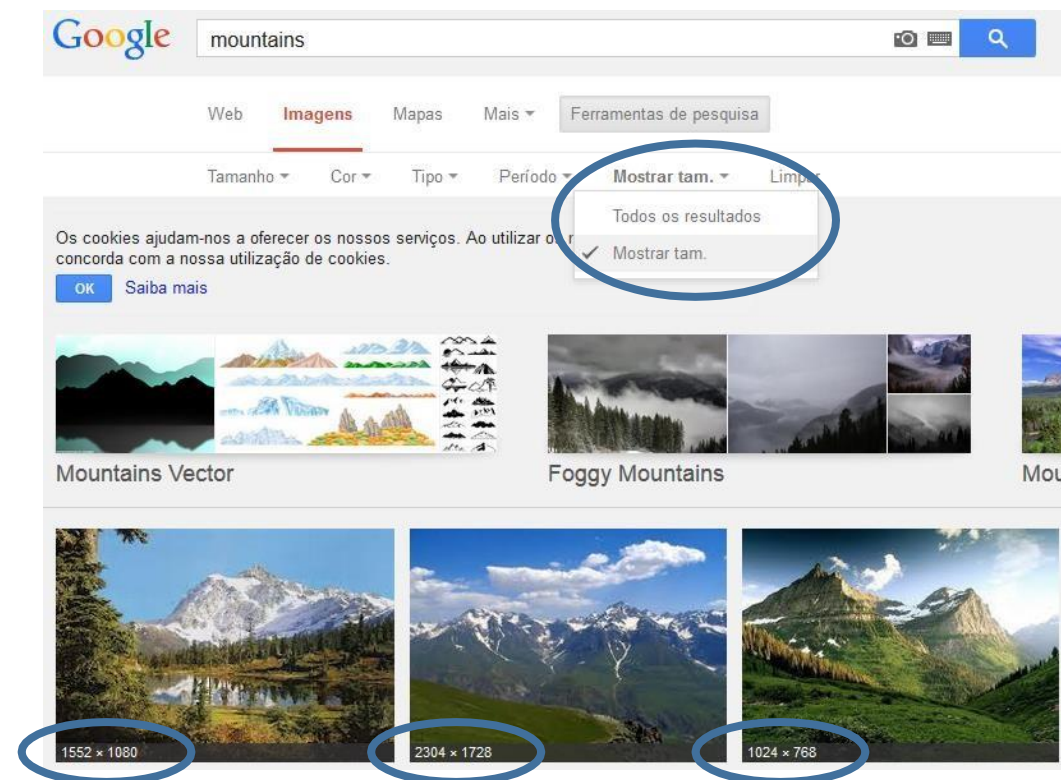 Google mountains
Web Imagens Mapas Mais Ferramentas de pesquisa
Tamanho Cor Tipo Período Mostrar tam. Limpar
Todos os resultados
Mostrar tam.
Os cookies ajudam-nos a oferecer os nossos serviços. Ao utilizar
concorda com a nossa utilização de cookies.
OK Saiba mais
Mountains Vector Foggy Mountains
1552 × 1080 2304 × 1728 1024 × 768